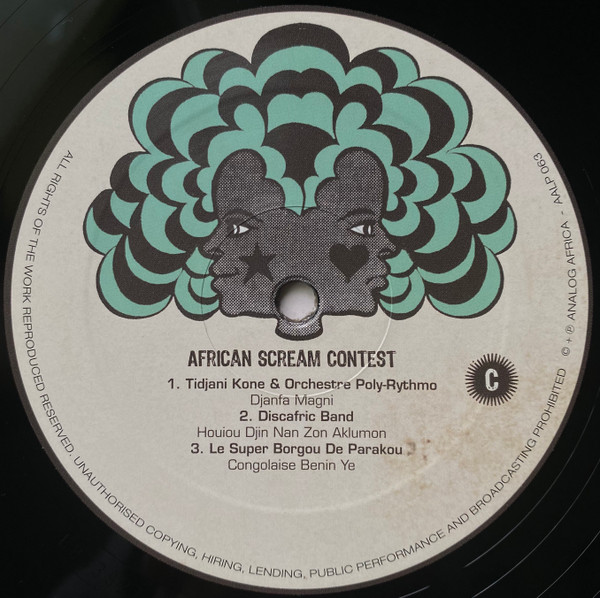 AFRICAN SCREAM CONTEST
1. Tidjani Kone & Orchestre Poly-Rythmo
Djanfa Magni
2. Discafric Band
Houiou Djin Nan Zon Aklumon
3. Le Super Borgou De Parakou
Congolaise Benin Ye
C
ALL RIGHTS OF THE WORK REPRODUCED RESERVED. UNAUTHORISED COPYING, HIRING, LENDING, PUBLIC PERFORMANCE AND BROADCASTING PROHIBITED © + ℗ ANALOG AFRICA - AALP 063